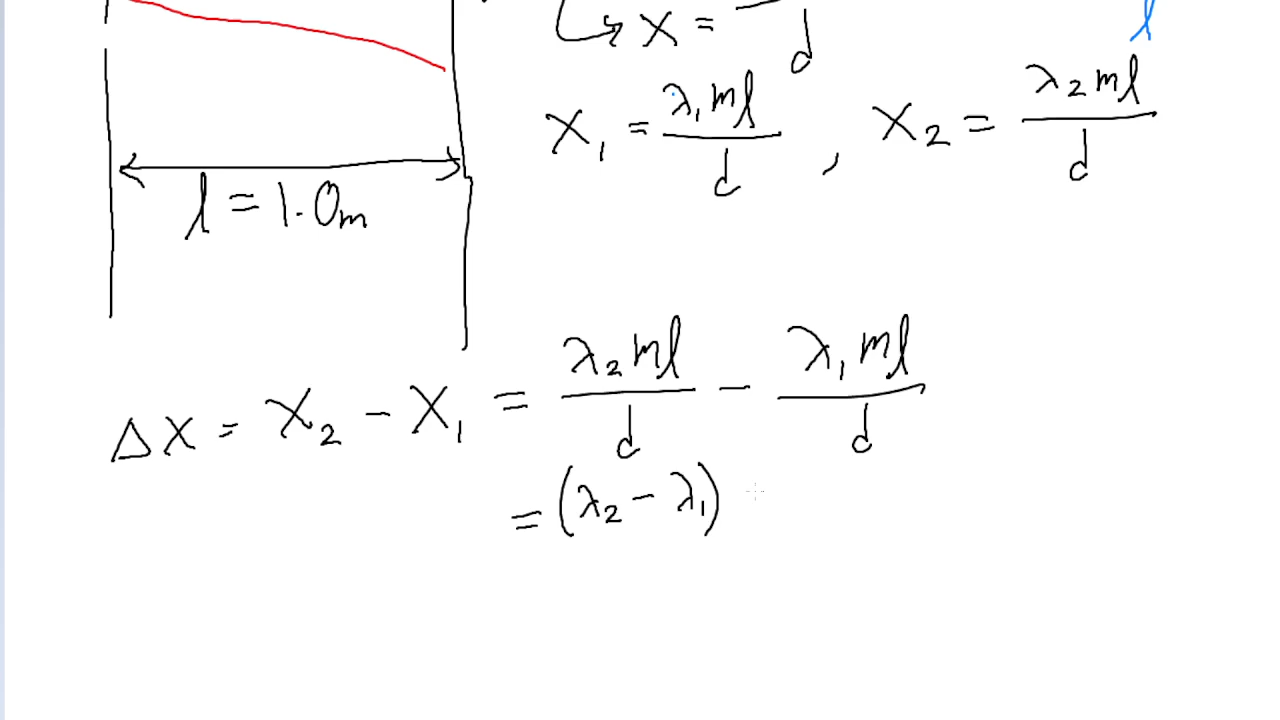 ↳ x = — d
l
x₁ = λ₁ml/d , x₂ = λ₂ml/d
l = 1.0m
Δx = x₂ - x₁ = λ₂ml/d - λ₁ml/d
= (λ₂ - λ₁)